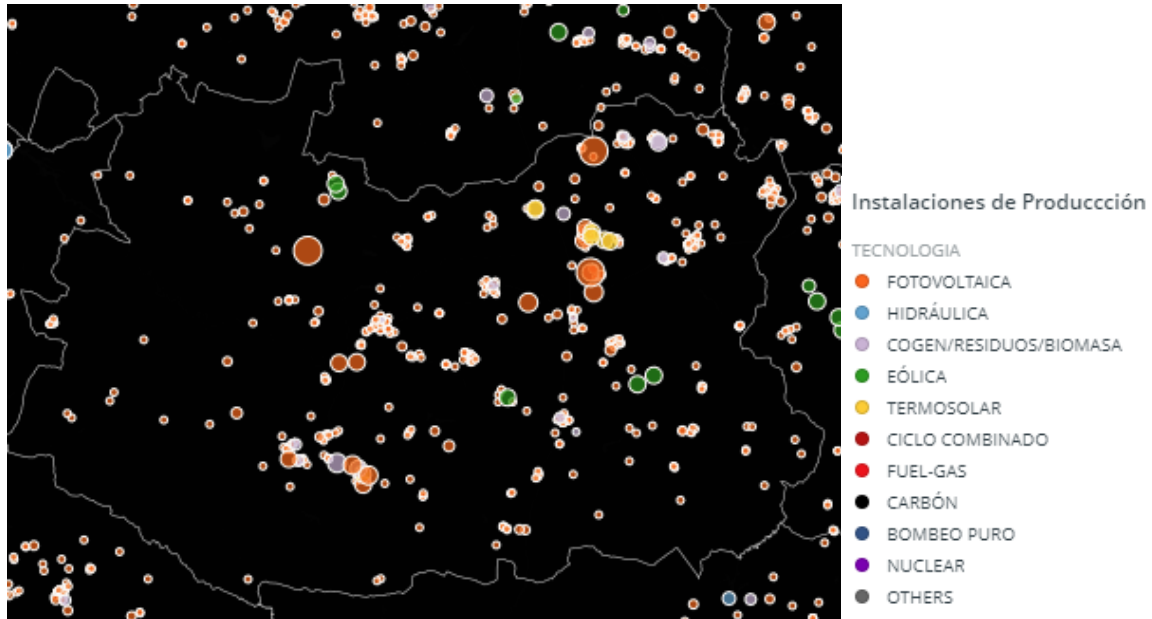 Instalaciones de Produccción
TECNOLOGIA
FOTOVOLTAICA
HIDRÁULICA
COGEN/RESIDUOS/BIOMASA
EÓLICA
TERMOSOLAR
CICLO COMBINADO
FUEL-GAS
CARBÓN
BOMBEO PURO
NUCLEAR
OTHERS